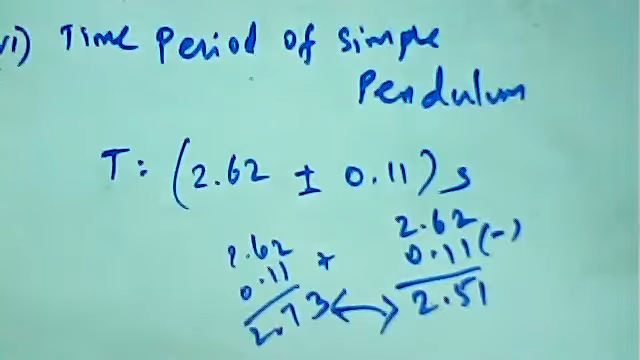 vi) Time Period of Simple
Pendulum
T: (2.62 ± 0.11) s
2.62
0.11 +
2.73
2.62
0.11 (-)
2.51